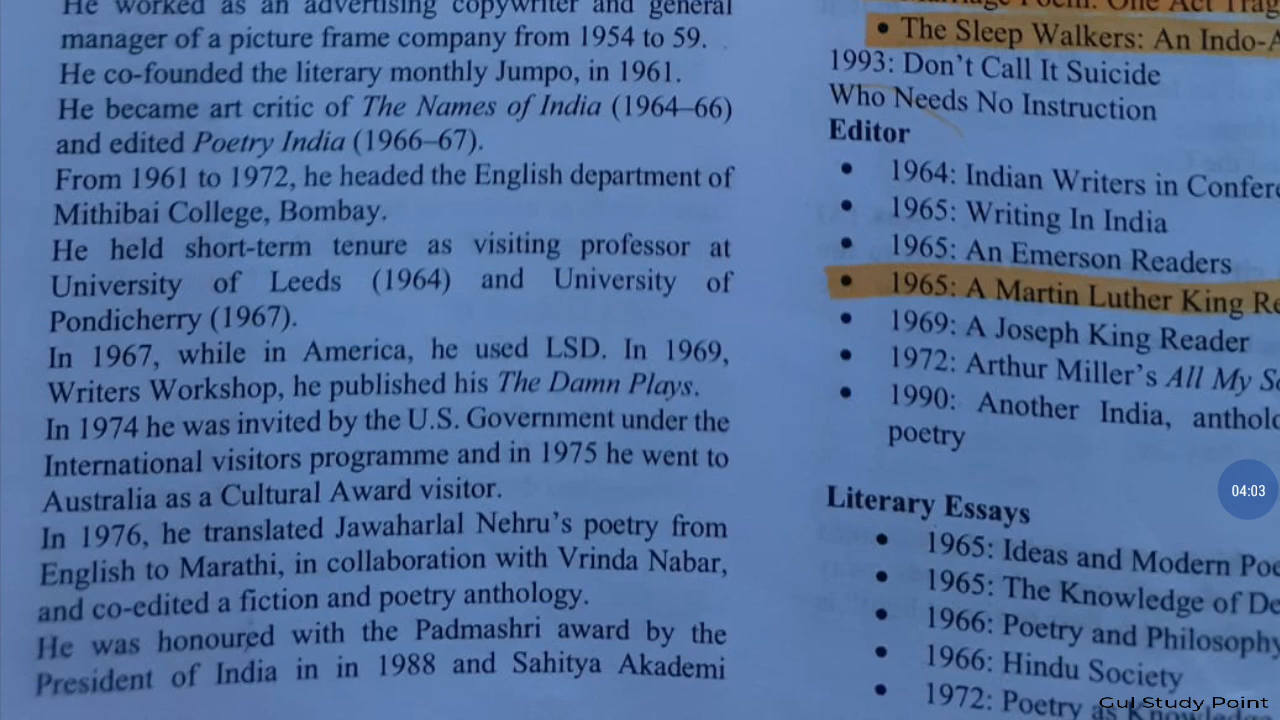 He worked as an advertising copywriter and general
manager of a picture frame company from 1954 to 59.
He co-founded the literary monthly Jumpo, in 1961.
He became art critic of The Names of India (1964–66)
and edited Poetry India (1966–67).
From 1961 to 1972, he headed the English department of
Mithibai College, Bombay.
He held short-term tenure as visiting professor at
University of Leeds (1964) and University of
Pondicherry (1967).
In 1967, while in America, he used LSD. In 1969,
Writers Workshop, he published his The Damn Plays.
In 1974 he was invited by the U.S. Government under the
International visitors programme and in 1975 he went to
Australia as a Cultural Award visitor.
In 1976, he translated Jawaharlal Nehru's poetry from
English to Marathi, in collaboration with Vrinda Nabar,
and co-edited a fiction and poetry anthology.
He was honoured with the Padmashri award by the
President of India in in 1988 and Sahitya Akademi
Poem: One Act
• The Sleep Walkers: An Indo-
1993: Don't Call It Suicide
Who Needs No Instruction
Editor
• 1964: Indian Writers in
• 1965: Writing In India
• 1965: An Emerson Readers
• 1965: A Martin Luther King
• 1969: A Joseph King Reader
• 1972: Arthur Miller's All My
• 1990: Another India,
poetry
Literary Essays
• 1965: Ideas and Modern
• 1965: The Knowledge of
• 1966: Poetry and Philosophy
• 1966: Hindu Society
• 1972: Poetry as
04:03
Gul Study Point